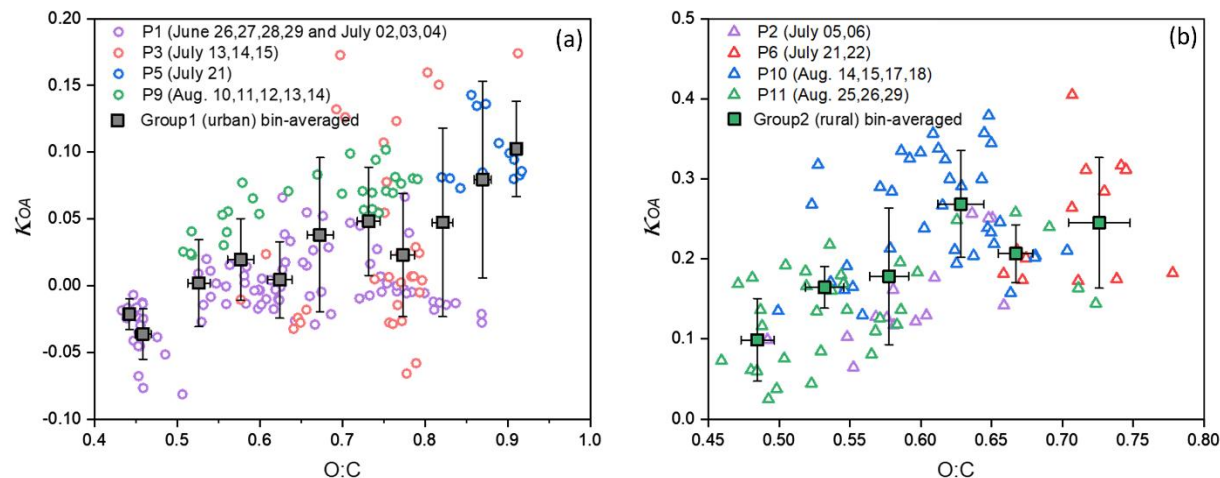 0.20
0.15
0.10
0.05
0.00
-0.05
-0.10
κOA
P1 (June 26,27,28,29 and July 02,03,04)
P3 (July 13,14,15)
P5 (July 21)
P9 (Aug. 10,11,12,13,14)
Group1 (urban) bin-averaged
(a)
0.4 0.5 0.6 0.7 0.8 0.9 1.0
O:C
0.5
0.4
0.3
0.2
0.1
0.0
κOA
P2 (July 05,06)
P6 (July 21,22)
P10 (Aug. 14,15,17,18)
P11 (Aug. 25,26,29)
Group2 (rural) bin-averaged
(b)
0.45 0.50 0.55 0.60 0.65 0.70 0.75 0.80
O:C